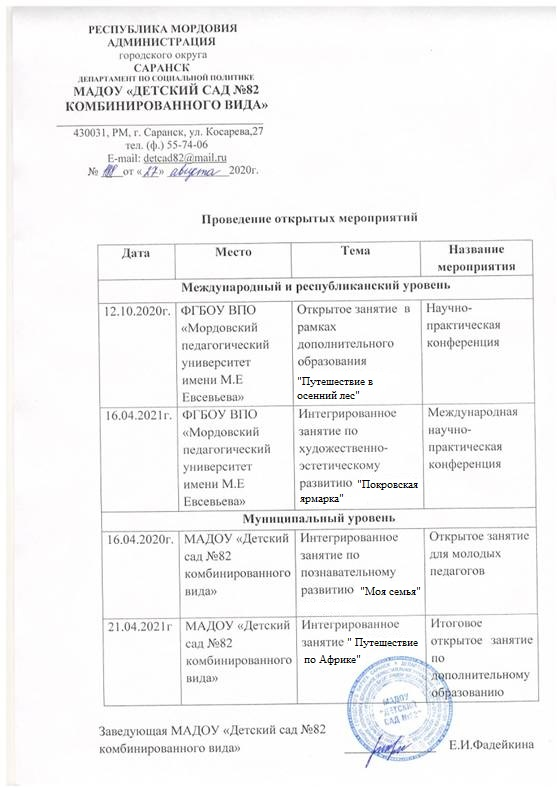 РЕСПУБЛИКА МОРДОВИЯ
АДМИНИСТРАЦИЯ
городского округа
САРАНСК
ДЕПАРТАМЕНТ ПО СОЦИАЛЬНОЙ ПОЛИТИКЕ
МАДОУ «ДЕТСКИЙ САД №82
КОМБИНИРОВАННОГО ВИДА»
430031, РМ, г. Саранск, ул. Косарева,27
тел. (ф.) 55-74-06
E-mail: detcad82@mail.ru
№ от «27» августа 2020г.
Проведение открытых мероприятий
Дата Место Тема Название
мероприятия
Международный и республиканский уровень
12.10.2020г. ФГБОУ ВПО Открытое занятие в Научно-
«Мордовский рамках практическая
педагогический дополнительного конференция
университет образования
имени М.Е "Путешествие в
Евсевьева» осенний лес"
16.04.2021г. ФГБОУ ВПО Интегрированное Международная
«Мордовский занятие по научно-
педагогический художественно- практическая
университет эстетическому конференция
имени М.Е развитию "Покровская
Евсевьева» ярмарка"
Муниципальный уровень
16.04.2020г. МАДОУ «Детский Интегрированное Открытое занятие
сад №82 занятие по для молодых
комбинированного познавательному педагогов
вида» развитию "Моя семья"
21.04.2021г МАДОУ «Детский Интегрированное Итоговое
сад №82 занятие " Путешествие открытое занятие
комбинированного по Африке" по
вида» дополнительному
образованию
МАДОУ
"ДЕТСКИЙ
САД №82"
Заведующая МАДОУ «Детский сад №82
комбинированного вида» Е.И.Фадейкина